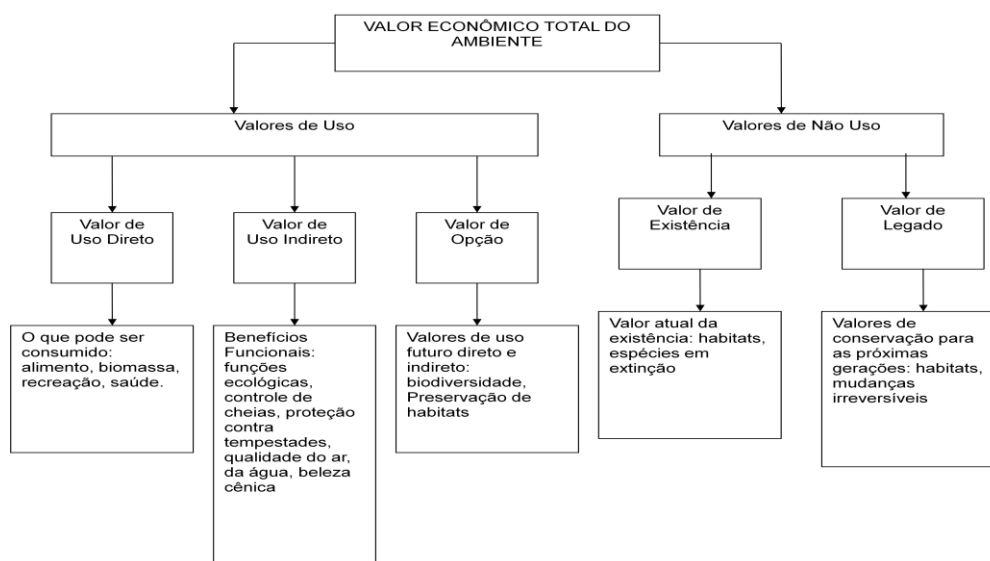 VALOR ECONÔMICO TOTAL DO
AMBIENTE
Valores de Uso
Valores de Não Uso
Valor de
Uso Direto
Valor de
Uso Indireto
Valor de
Opção
Valor de
Existência
Valor de
Legado
O que pode ser
consumido:
alimento, biomassa,
recreação, saúde.
Benefícios
Funcionais:
funções
ecológicas,
controle de
cheias, proteção
contra
tempestades,
qualidade do ar,
da água, beleza
cênica
Valores de uso
futuro direto e
indireto:
biodiversidade,
Preservação de
habitats
Valor atual da
existência: habitats,
espécies em
extinção
Valores de
conservação para
as próximas
gerações: habitats,
mudanças
irreversíveis